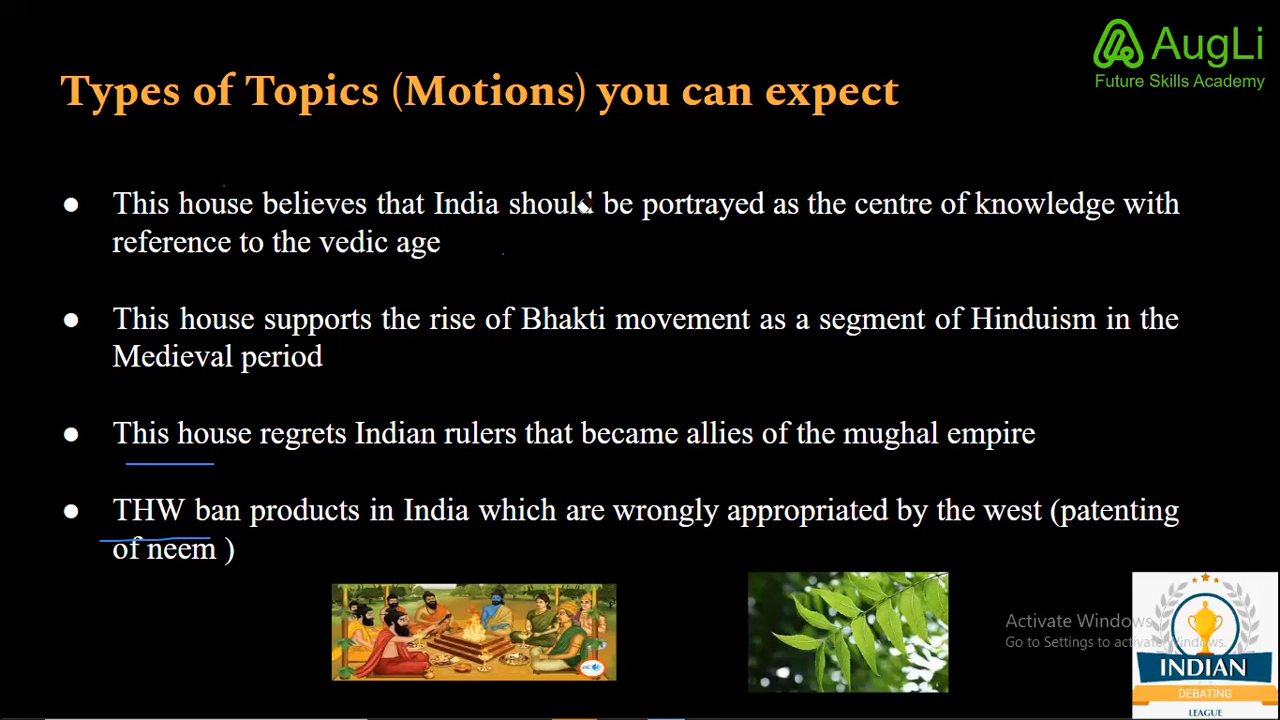 AugLi
Future Skills Academy
Types of Topics (Motions) you can expect
● This house believes that India should be portrayed as the centre of knowledge with
reference to the vedic age
● This house supports the rise of Bhakti movement as a segment of Hinduism in the
Medieval period
● This house regrets Indian rulers that became allies of the mughal empire
● THW ban products in India which are wrongly appropriated by the west (patenting
of neem )
Activate Windows
Go to Settings to activate Windows.
INDIAN
DEBATING
LEAGUE